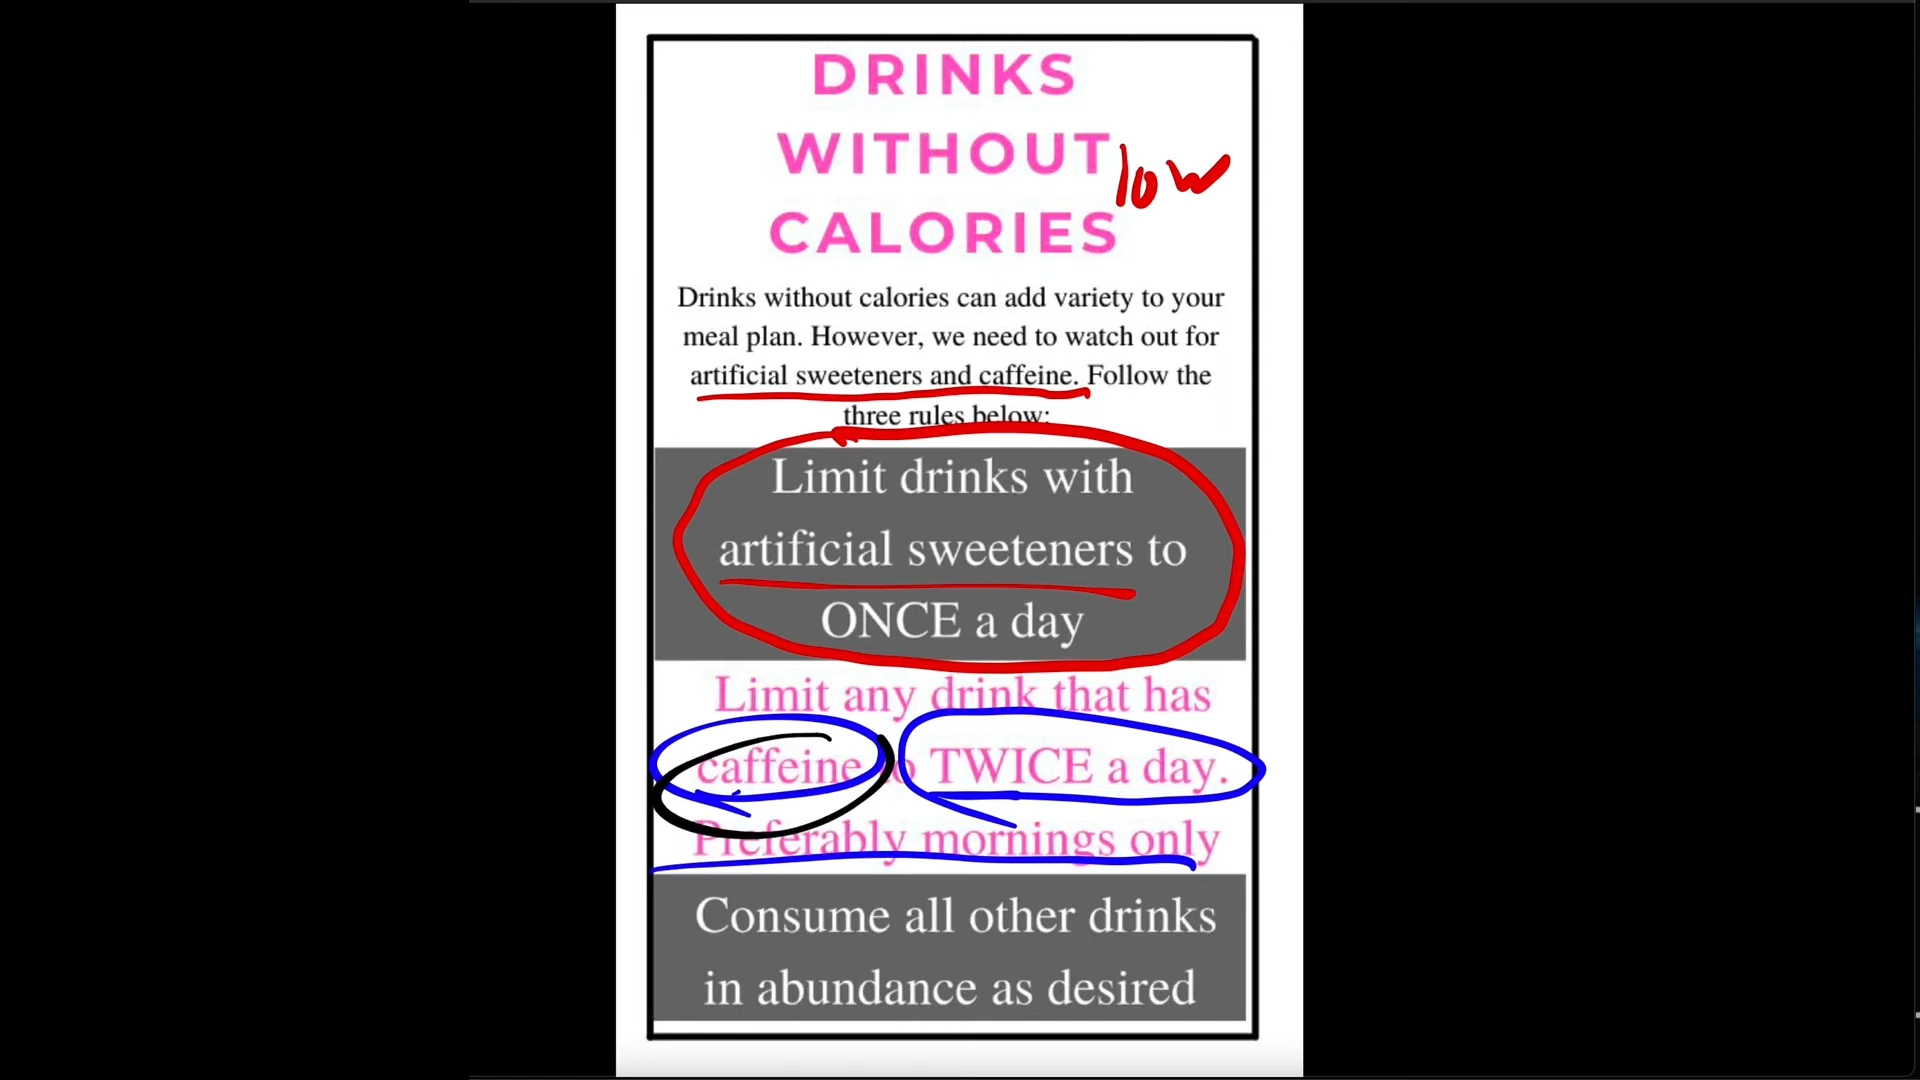 DRINKS
WITHOUT
low
CALORIES
Drinks without calories can add variety to your
meal plan. However, we need to watch out for
artificial sweeteners and caffeine. Follow the
three rules below:
Limit drinks with
artificial sweeteners to
ONCE a day
Limit any drink that has
caffeine to TWICE a day.
Preferably mornings only
Consume all other drinks
in abundance as desired